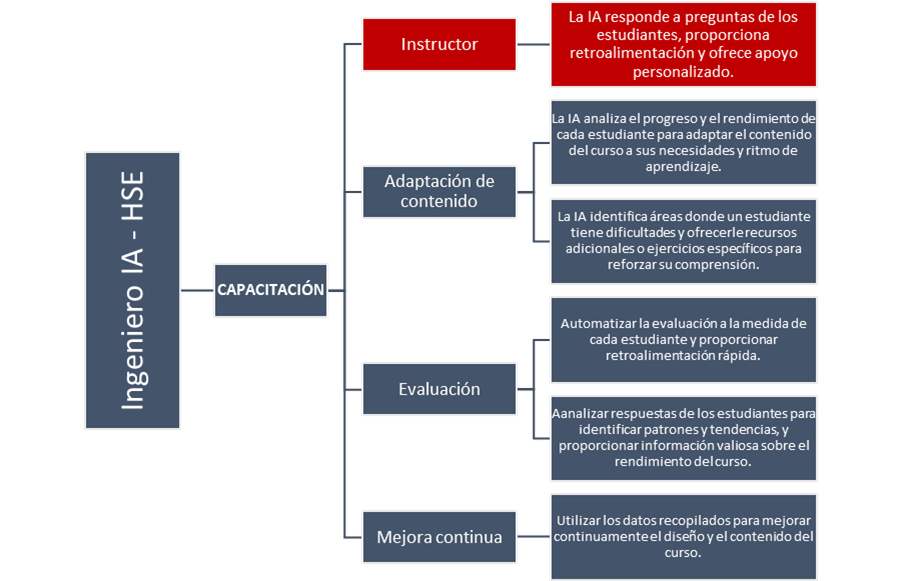 Ingeniero IA - HSE
CAPACITACIÓN
Instructor
La IA responde a preguntas de los
estudiantes, proporciona
retroalimentación y ofrece apoyo
personalizado.
Adaptación de
contenido
La IA analiza el progreso y el rendimiento de
cada estudiante para adaptar el contenido
del curso a sus necesidades y ritmo de
aprendizaje.
La IA identifica áreas donde un estudiante
tiene dificultades y ofrecerle recursos
adicionales o ejercicios específicos para
reforzar su comprensión.
Evaluación
Automatizar la evaluación a la medida de
cada estudiante y proporcionar
retroalimentación rápida.
Aanalizar respuestas de los estudiantes para
identificar patrones y tendencias, y
proporcionar información valiosa sobre el
rendimiento del curso.
Mejora continua
Utilizar los datos recopilados para mejorar
continuamente el diseño y el contenido del
curso.